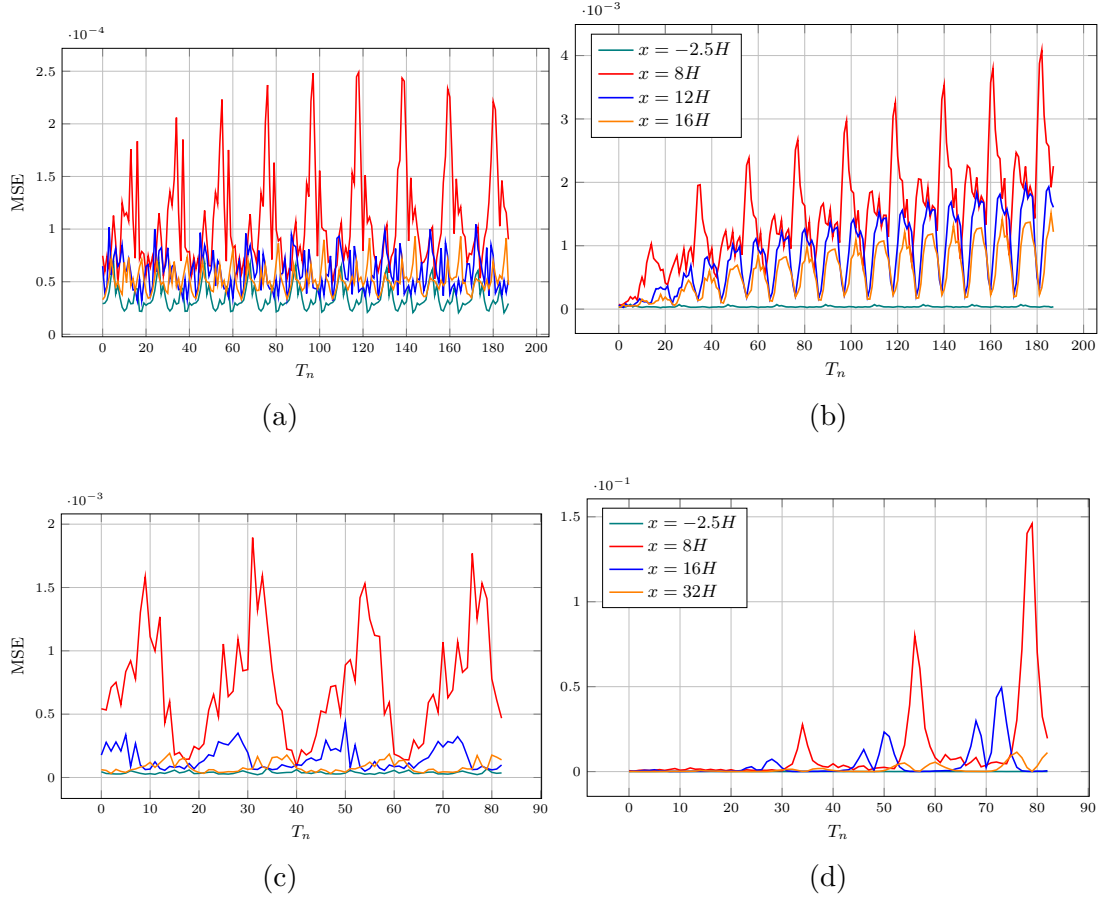 ·10⁻⁴
MSE
2.5
2
1.5
1
0.5
0
0 20 40 60 80 100 120 140 160 180 200
T_n
(a)
·10⁻³
4
3
2
1
0
x = −2.5H
x = 8H
x = 12H
x = 16H
0 20 40 60 80 100 120 140 160 180 200
T_n
(b)
·10⁻³
MSE
2
1.5
1
0.5
0
0 10 20 30 40 50 60 70 80 90
T_n
(c)
·10⁻¹
1.5
1
0.5
0
x = −2.5H
x = 8H
x = 16H
x = 32H
0 10 20 30 40 50 60 70 80 90
T_n
(d)